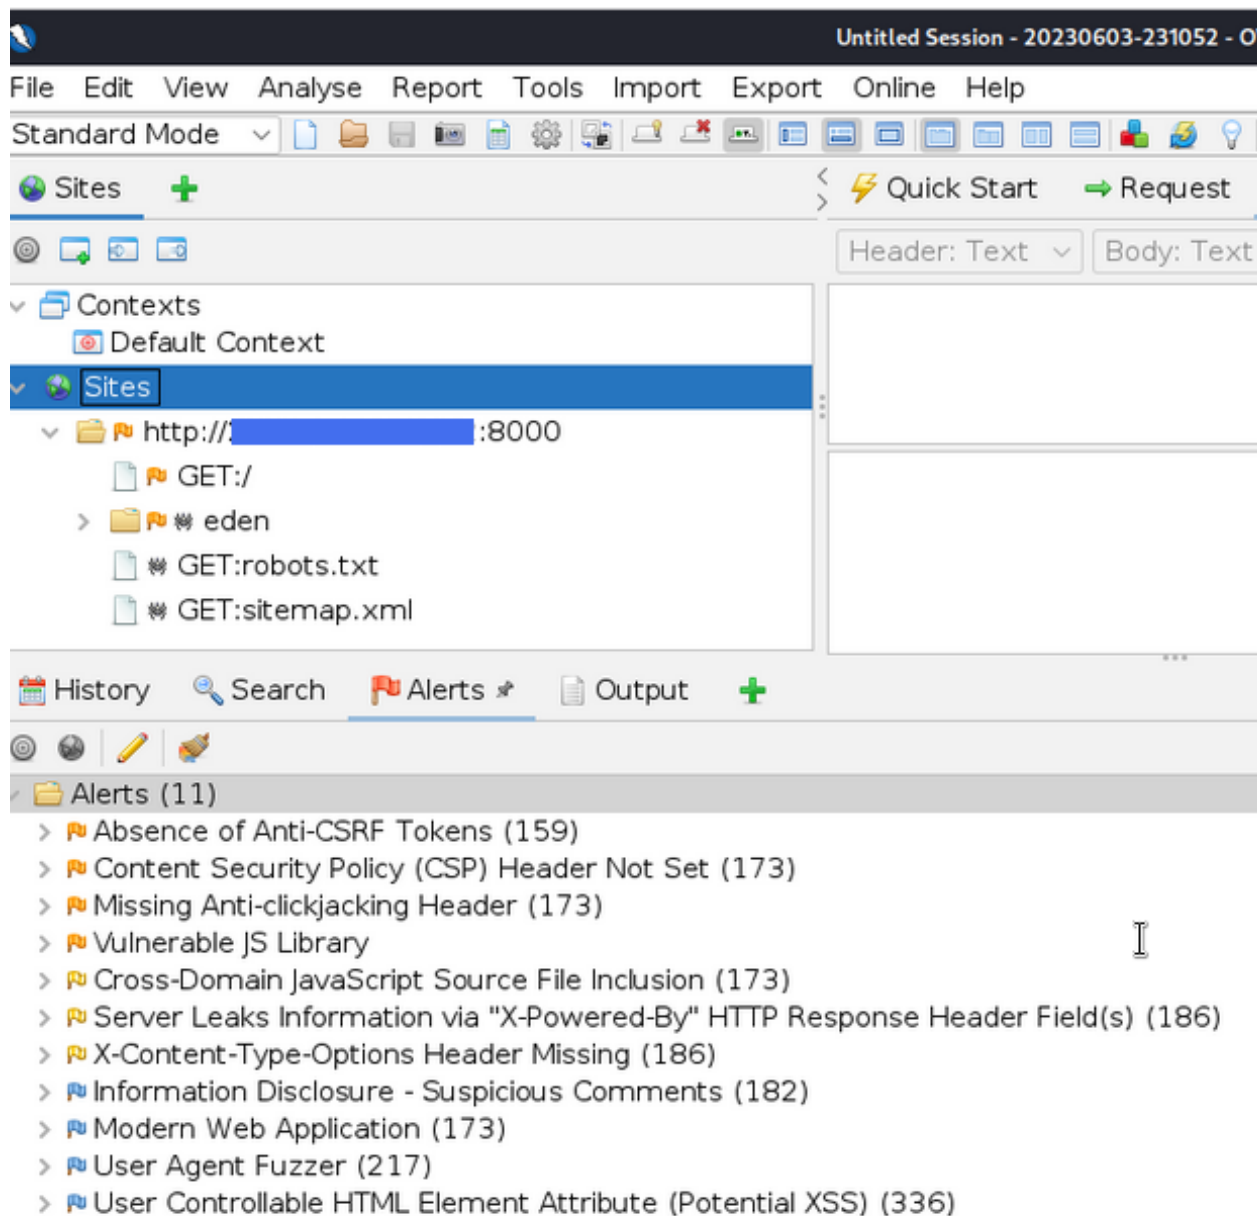 Untitled Session - 20230603-231052 -
File Edit View Analyse Report Tools Import Export Online Help
Standard Mode
Sites
Quick Start Request
Header: Text Body: Text
Contexts
Default Context
Sites
http:// :8000
GET:/
eden
GET:robots.txt
GET:sitemap.xml
History Search Alerts Output
Alerts (11)
Absence of Anti-CSRF Tokens (159)
Content Security Policy (CSP) Header Not Set (173)
Missing Anti-clickjacking Header (173)
Vulnerable JS Library
Cross-Domain JavaScript Source File Inclusion (173)
Server Leaks Information via "X-Powered-By" HTTP Response Header Field(s) (186)
X-Content-Type-Options Header Missing (186)
Information Disclosure - Suspicious Comments (182)
Modern Web Application (173)
User Agent Fuzzer (217)
User Controllable HTML Element Attribute (Potential XSS) (336)